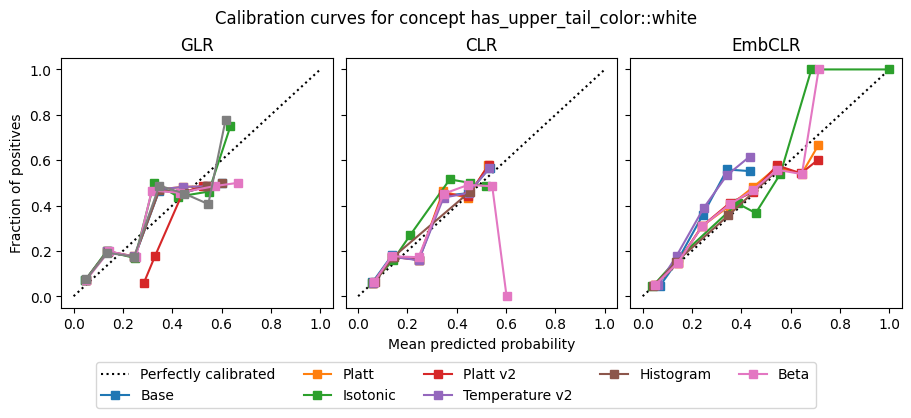 Calibration curves for concept has_upper_tail_color::white
GLR
CLR
EmbCLR
Fraction of positives
1.0
0.8
0.6
0.4
0.2
0.0
0.0 0.2 0.4 0.6 0.8 1.0
0.0 0.2 0.4 0.6 0.8 1.0
0.0 0.2 0.4 0.6 0.8 1.0
Mean predicted probability
Perfectly calibrated Platt Platt v2 Histogram Beta
Base Isotonic Temperature v2